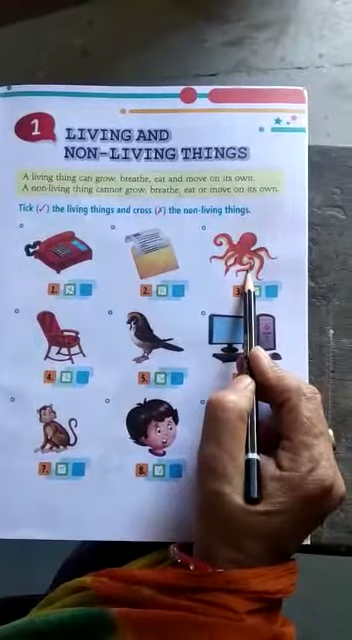 1
LIVING AND
NON-LIVING THINGS
A living thing can grow, breathe, eat and move on its own.
A non-living thing cannot grow, breathe, eat or move on its own.
Tick (✓) the living things and cross (✗) the non-living things.
1.
2.
3.
4.
5.
7.
8.